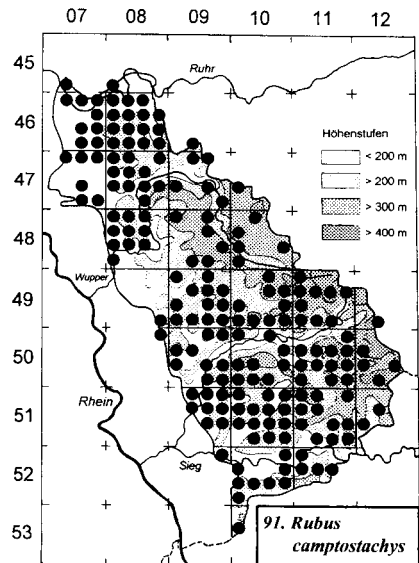 07 08 09 10 11 12
45
46
47
48
49
50
51
52
53
Ruhr
Höhenstufen
< 200 m
> 200 m
> 300 m
> 400 m
Wupper
Rhein
Sieg
91. Rubus
camptostachys